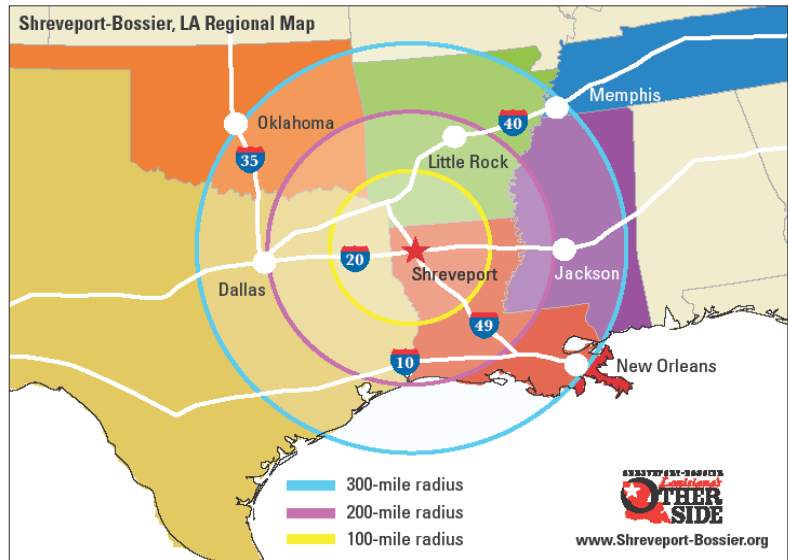 Shreveport-Bossier, LA Regional Map
Memphis
Oklahoma
40
Little Rock
35
20
Shreveport
Jackson
Dallas
49
10
New Orleans
300-mile radius
200-mile radius
100-mile radius
SHREVEPORT-BOSSIER
Louisiana's
OTHER
SIDE
www.Shreveport-Bossier.org